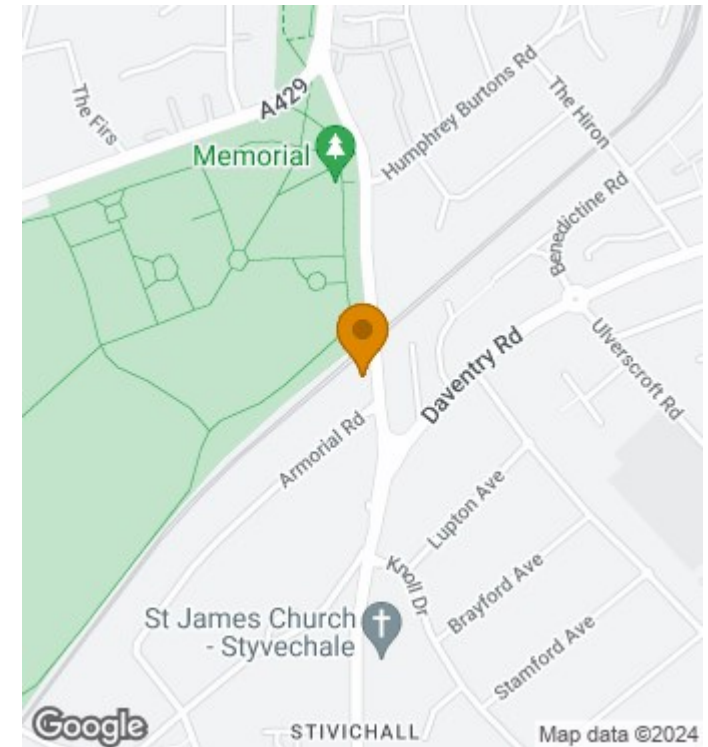 The Firs
A429
Humphrey Burtons Rd
The Hiron
Memorial
Benedictine Rd
Daventry Rd
Ulverscroft Rd
Armorial Rd
Lupton Ave
Knoll Dr
Brayford Ave
St James Church
- Styvechale
Stamford Ave
Google
STIVICHALL
Map data ©2024